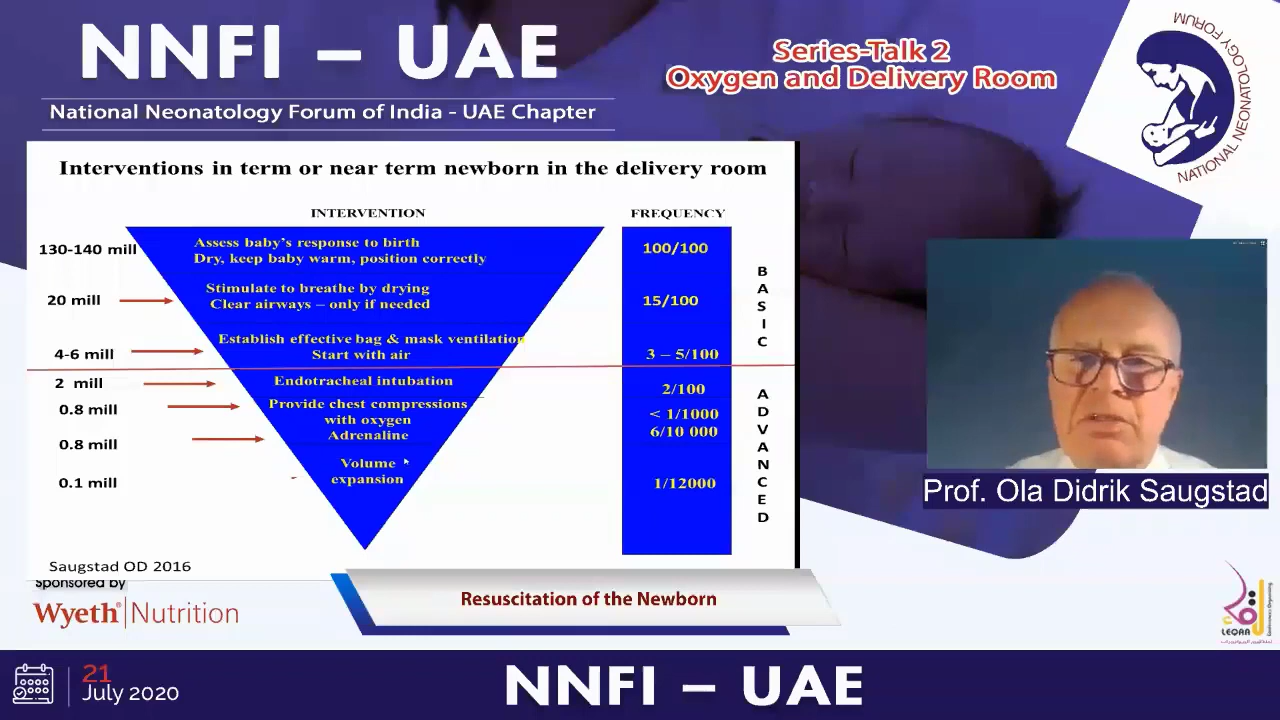 NNFI – UAE
National Neonatology Forum of India - UAE Chapter
Series-Talk 2
Oxygen and Delivery Room
NATIONAL NEONATOLOGY FORUM
Interventions in term or near term newborn in the delivery room
INTERVENTION
FREQUENCY
130-140 mill
Assess baby's response to birth
Dry, keep baby warm, position correctly
100/100
20 mill
Stimulate to breathe by drying
Clear airways – only if needed
15/100
4-6 mill
Establish effective bag & mask ventilation
Start with air
3 – 5/100
BASIC
2 mill
Endotracheal intubation
2/100
0.8 mill
Provide chest compressions
with oxygen
< 1/1000
0.8 mill
Adrenaline
6/10 000
0.1 mill
Volume
expansion
1/12000
ADVANCED
Saugstad OD 2016
Prof. Ola Didrik Saugstad
Sponsored by
Wyeth® Nutrition
Resuscitation of the Newborn
LEQAA
21
July 2020
NNFI – UAE